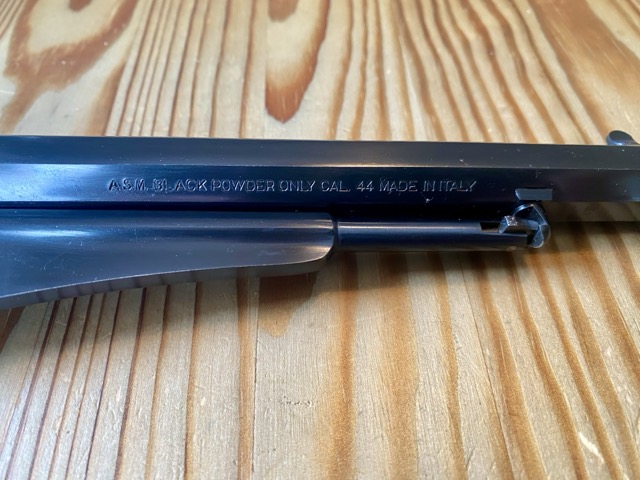 A.S.M. BLACK POWDER ONLY CAL. 44 MADE IN ITALY